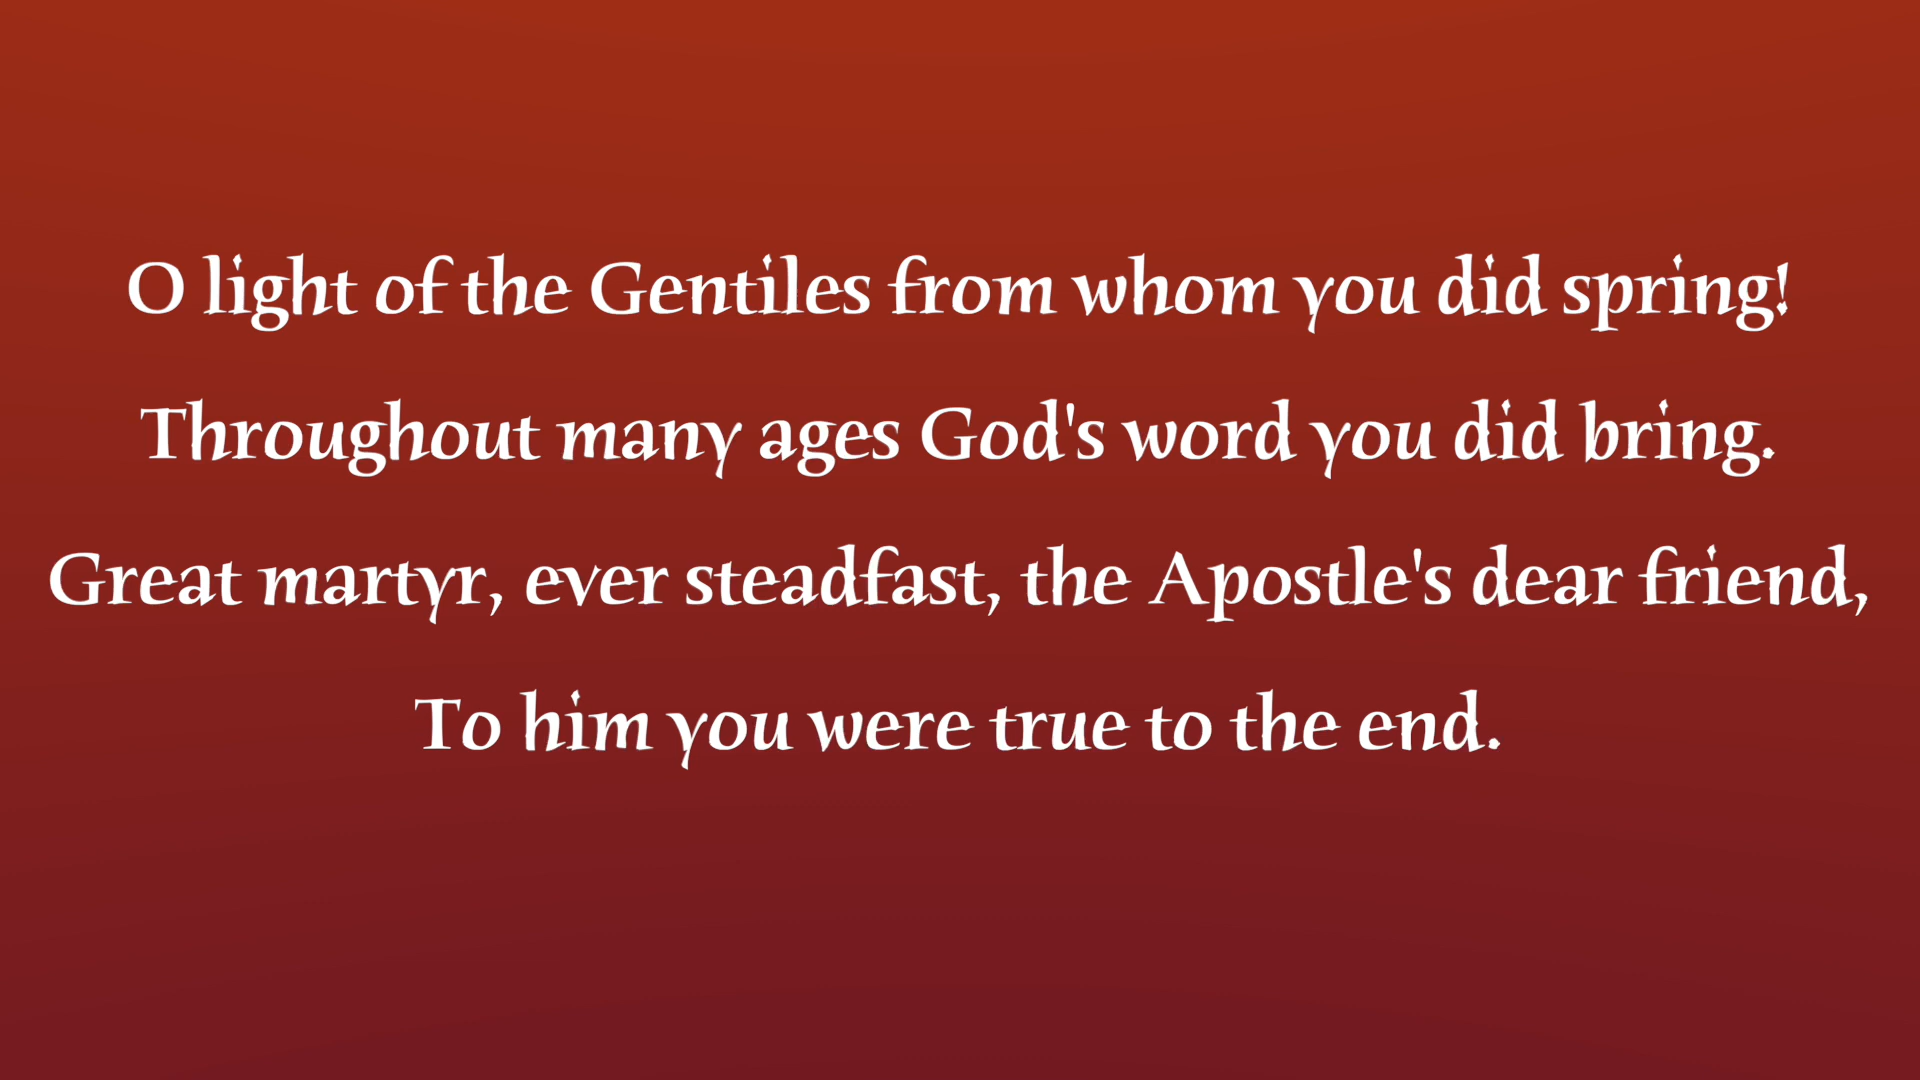 O light of the Gentiles from whom you did spring!
Throughout many ages God's word you did bring.
Great martyr, ever steadfast, the Apostle's dear friend,
To him you were true to the end.